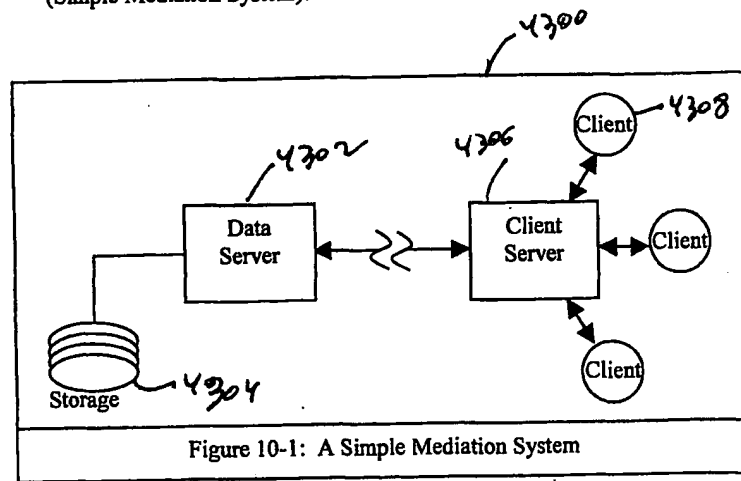 (Simple Mediation System).
4300
Client
4308
4302
4306
Data
Server
Client
Server
Client
Client
Storage
4304
Figure 10-1: A Simple Mediation System